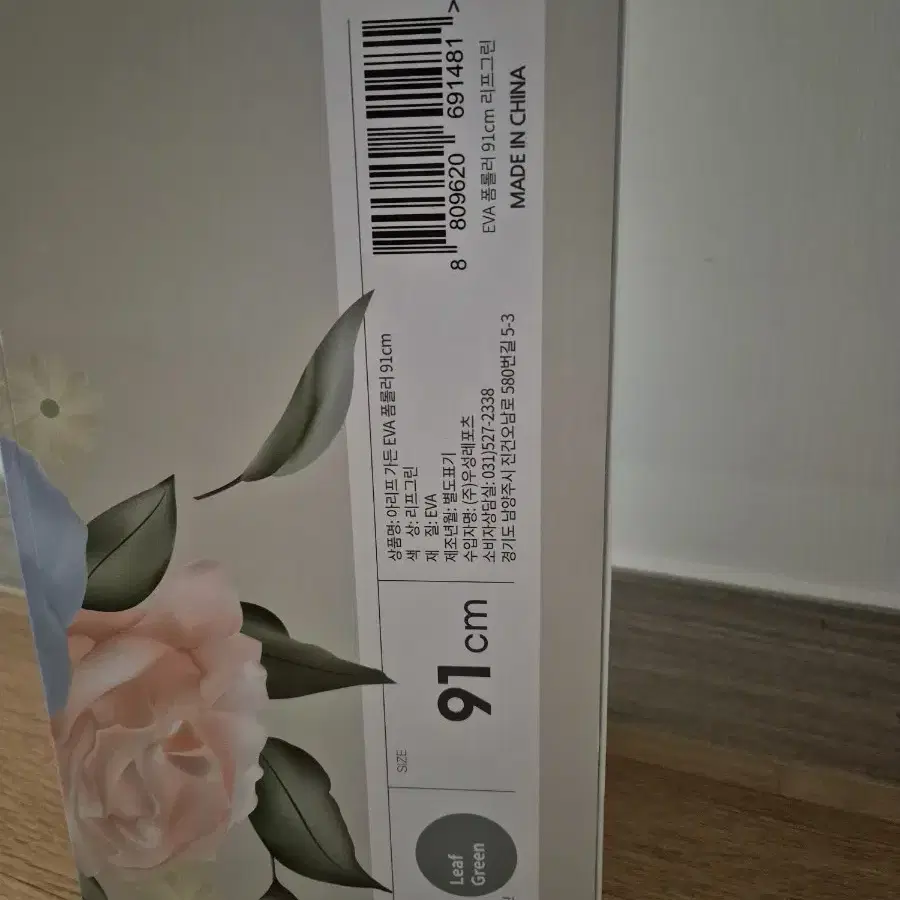 Leaf
Green
SIZE
91 cm
상품명: 아리프 가든 EVA 폼롤러 91cm
색 상: 리프그린
재 질: EVA
제조년월: 별도표기
수입자명: (주)우성레포츠
소비자상담실: 031)527-2338
경기도 남양주시 진건오남로 580번길 5-3
8 809620 691481 >
EVA 폼롤러 91cm 리프그린
MADE IN CHINA